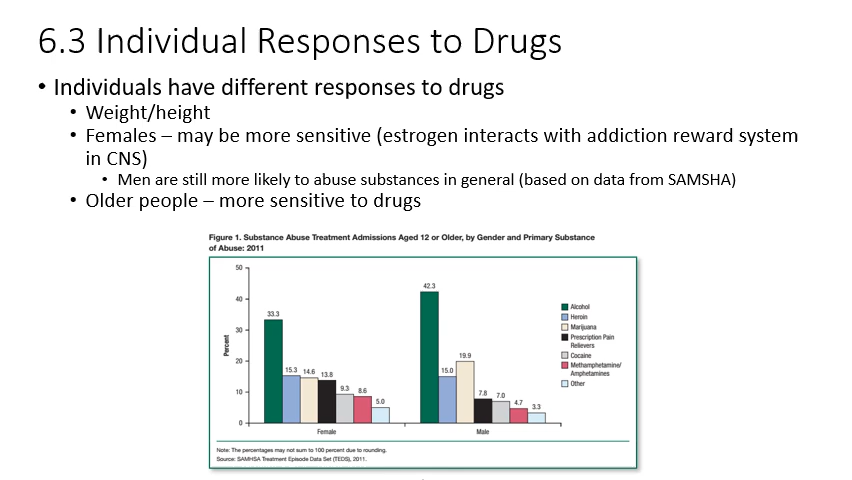 6.3 Individual Responses to Drugs
• Individuals have different responses to drugs
• Weight/height
• Females – may be more sensitive (estrogen interacts with addiction reward system
in CNS)
• Men are still more likely to abuse substances in general (based on data from SAMSHA)
• Older people – more sensitive to drugs
Figure 1. Substance Abuse Treatment Admissions Aged 12 or Older, by Gender and Primary Substance
of Abuse: 2011
50
40
30
20
10
0
Percent
33.3
15.3
14.6
13.8
9.3
8.6
5.0
Female
42.3
15.0
19.9
7.8
7.0
4.7
3.3
Male
Alcohol
Heroin
Marijuana
Prescription Pain
Relievers
Cocaine
Methamphetamine/
Amphetamines
Other
Note: The percentages may not sum to 100 percent due to rounding.
Source: SAMHSA Treatment Episode Data Set (TEDS), 2011.